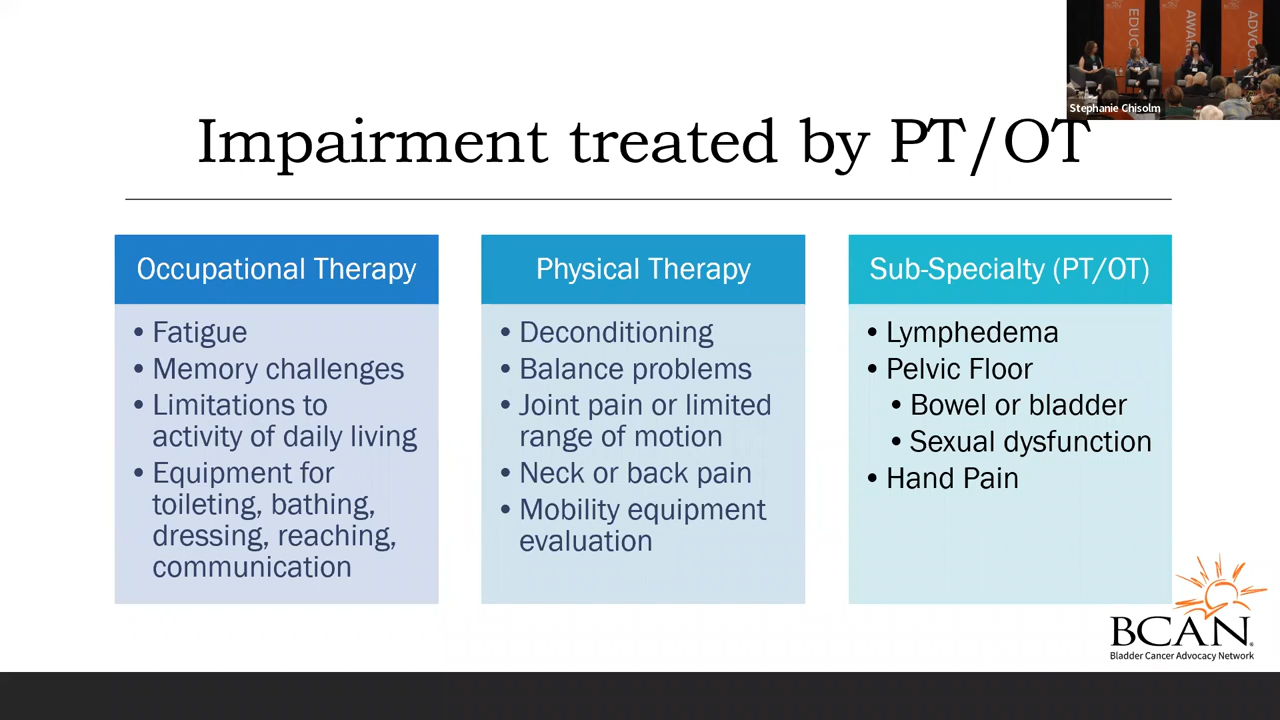 EDUC
AWAR
ADVOC
Stephanie Chisolm
Impairment treated by PT/OT
Occupational Therapy
• Fatigue
• Memory challenges
• Limitations to
activity of daily living
• Equipment for
toileting, bathing,
dressing, reaching,
communication
Physical Therapy
• Deconditioning
• Balance problems
• Joint pain or limited
range of motion
• Neck or back pain
• Mobility equipment
evaluation
Sub-Specialty (PT/OT)
• Lymphedema
• Pelvic Floor
• Bowel or bladder
• Sexual dysfunction
• Hand Pain
BCAN
Bladder Cancer Advocacy Network